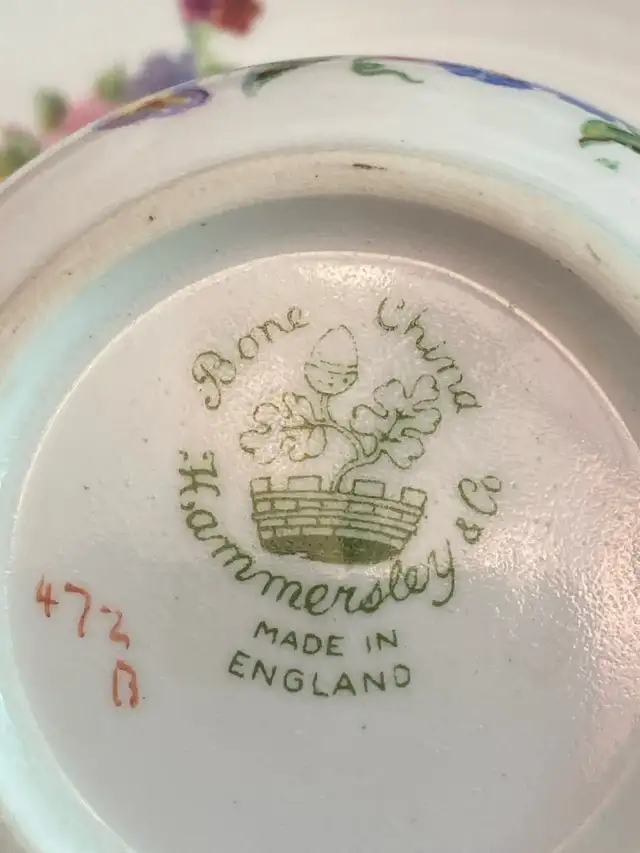 Bone China
Hammersley & Co
MADE IN
ENGLAND
472
B